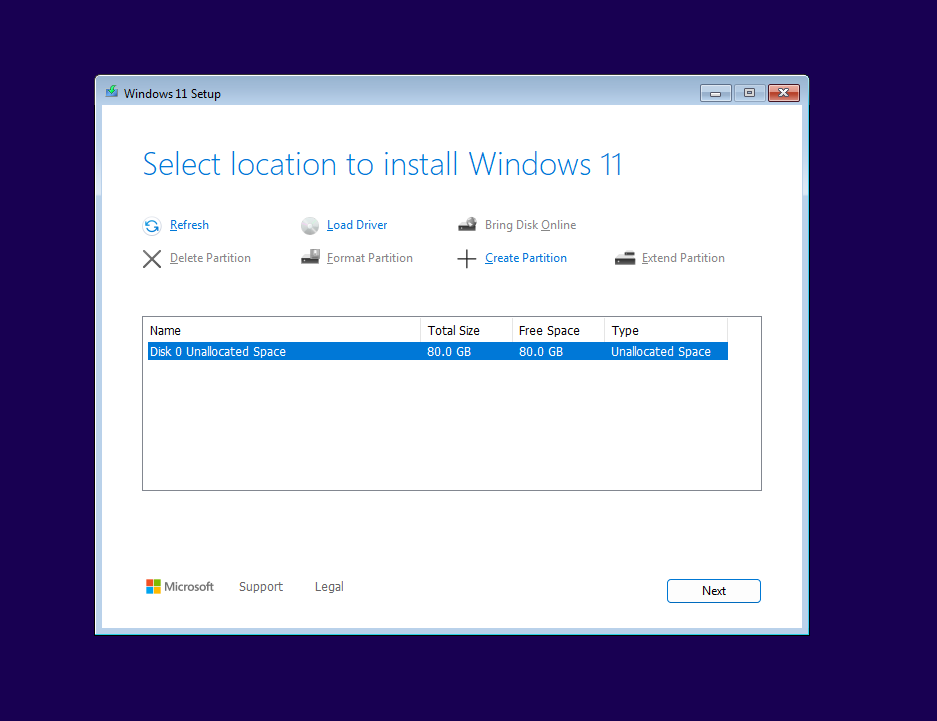 Windows 11 Setup
Select location to install Windows 11
Refresh Load Driver Bring Disk Online
Delete Partition Format Partition Create Partition Extend Partition
Name Total Size Free Space Type
Disk 0 Unallocated Space 80.0 GB 80.0 GB Unallocated Space
Microsoft Support Legal Next